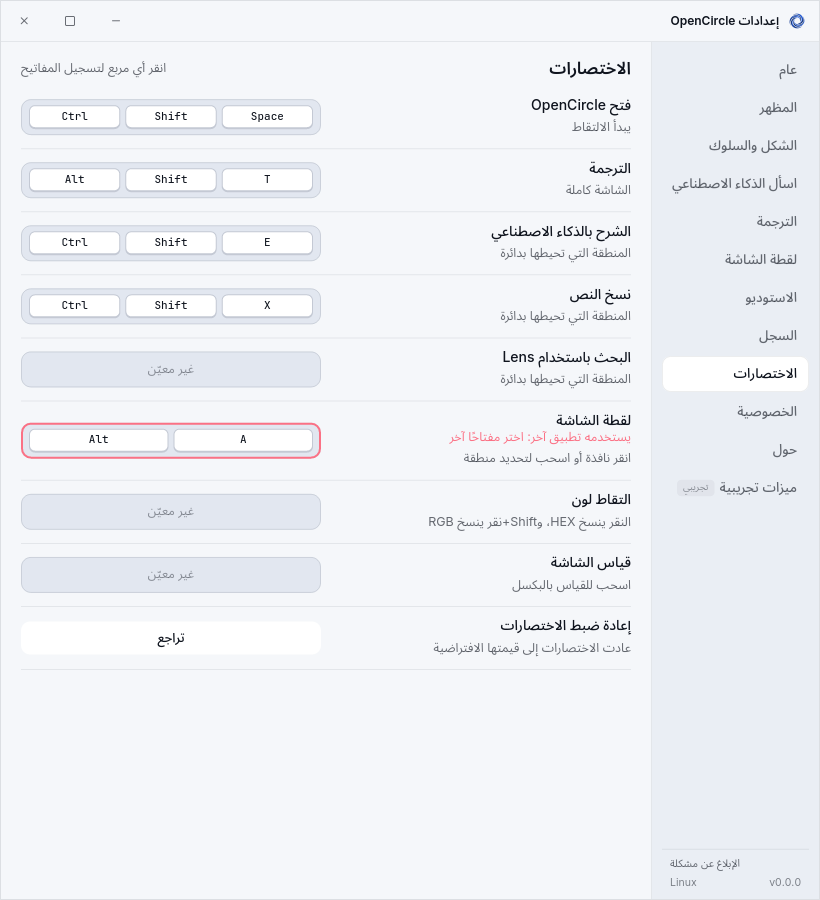 إعدادات OpenCircle
عام
المظهر
الشكل والسلوك
اسأل الذكاء الاصطناعي
الترجمة
لقطة الشاشة
الاستوديو
السجل
الاختصارات
الخصوصية
حول
ميزات تجريبية تجريبي
الإبلاغ عن مشكلة
v0.0.0 Linux
الاختصارات
انقر أي مربع لتسجيل المفاتيح
فتح OpenCircle
يبدأ الالتقاط
Ctrl Shift Space
الترجمة
الشاشة كاملة
Alt Shift T
الشرح بالذكاء الاصطناعي
المنطقة التي تحيطها بدائرة
Ctrl Shift E
نسخ النص
المنطقة التي تحيطها بدائرة
Ctrl Shift X
البحث باستخدام Lens
المنطقة التي تحيطها بدائرة
غير معيّن
لقطة الشاشة
يستخدمه تطبيق آخر: اختر مفتاحًا آخر
انقر نافذة أو اسحب لتحديد منطقة
Alt A
التقاط لون
النقر ينسخ HEX، وShift+نقر ينسخ RGB
غير معيّن
قياس الشاشة
اسحب للقياس بالبكسل
غير معيّن
إعادة ضبط الاختصارات
عادت الاختصارات إلى قيمتها الافتراضية
تراجع